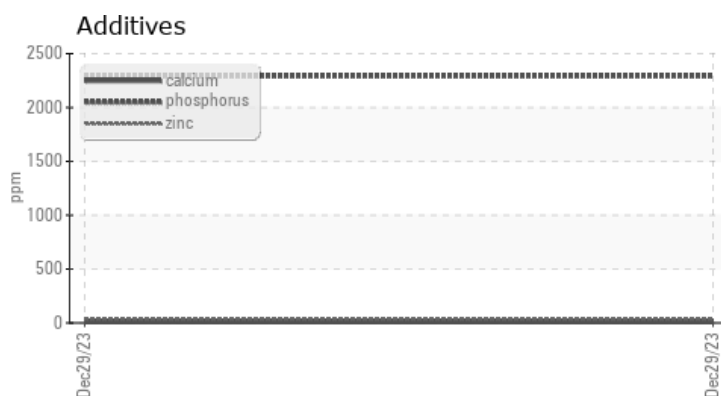 Additives
2500
2000
1500
1000
500
0
ppm
calcium
phosphorus
zinc
Dec29/23
Dec29/23